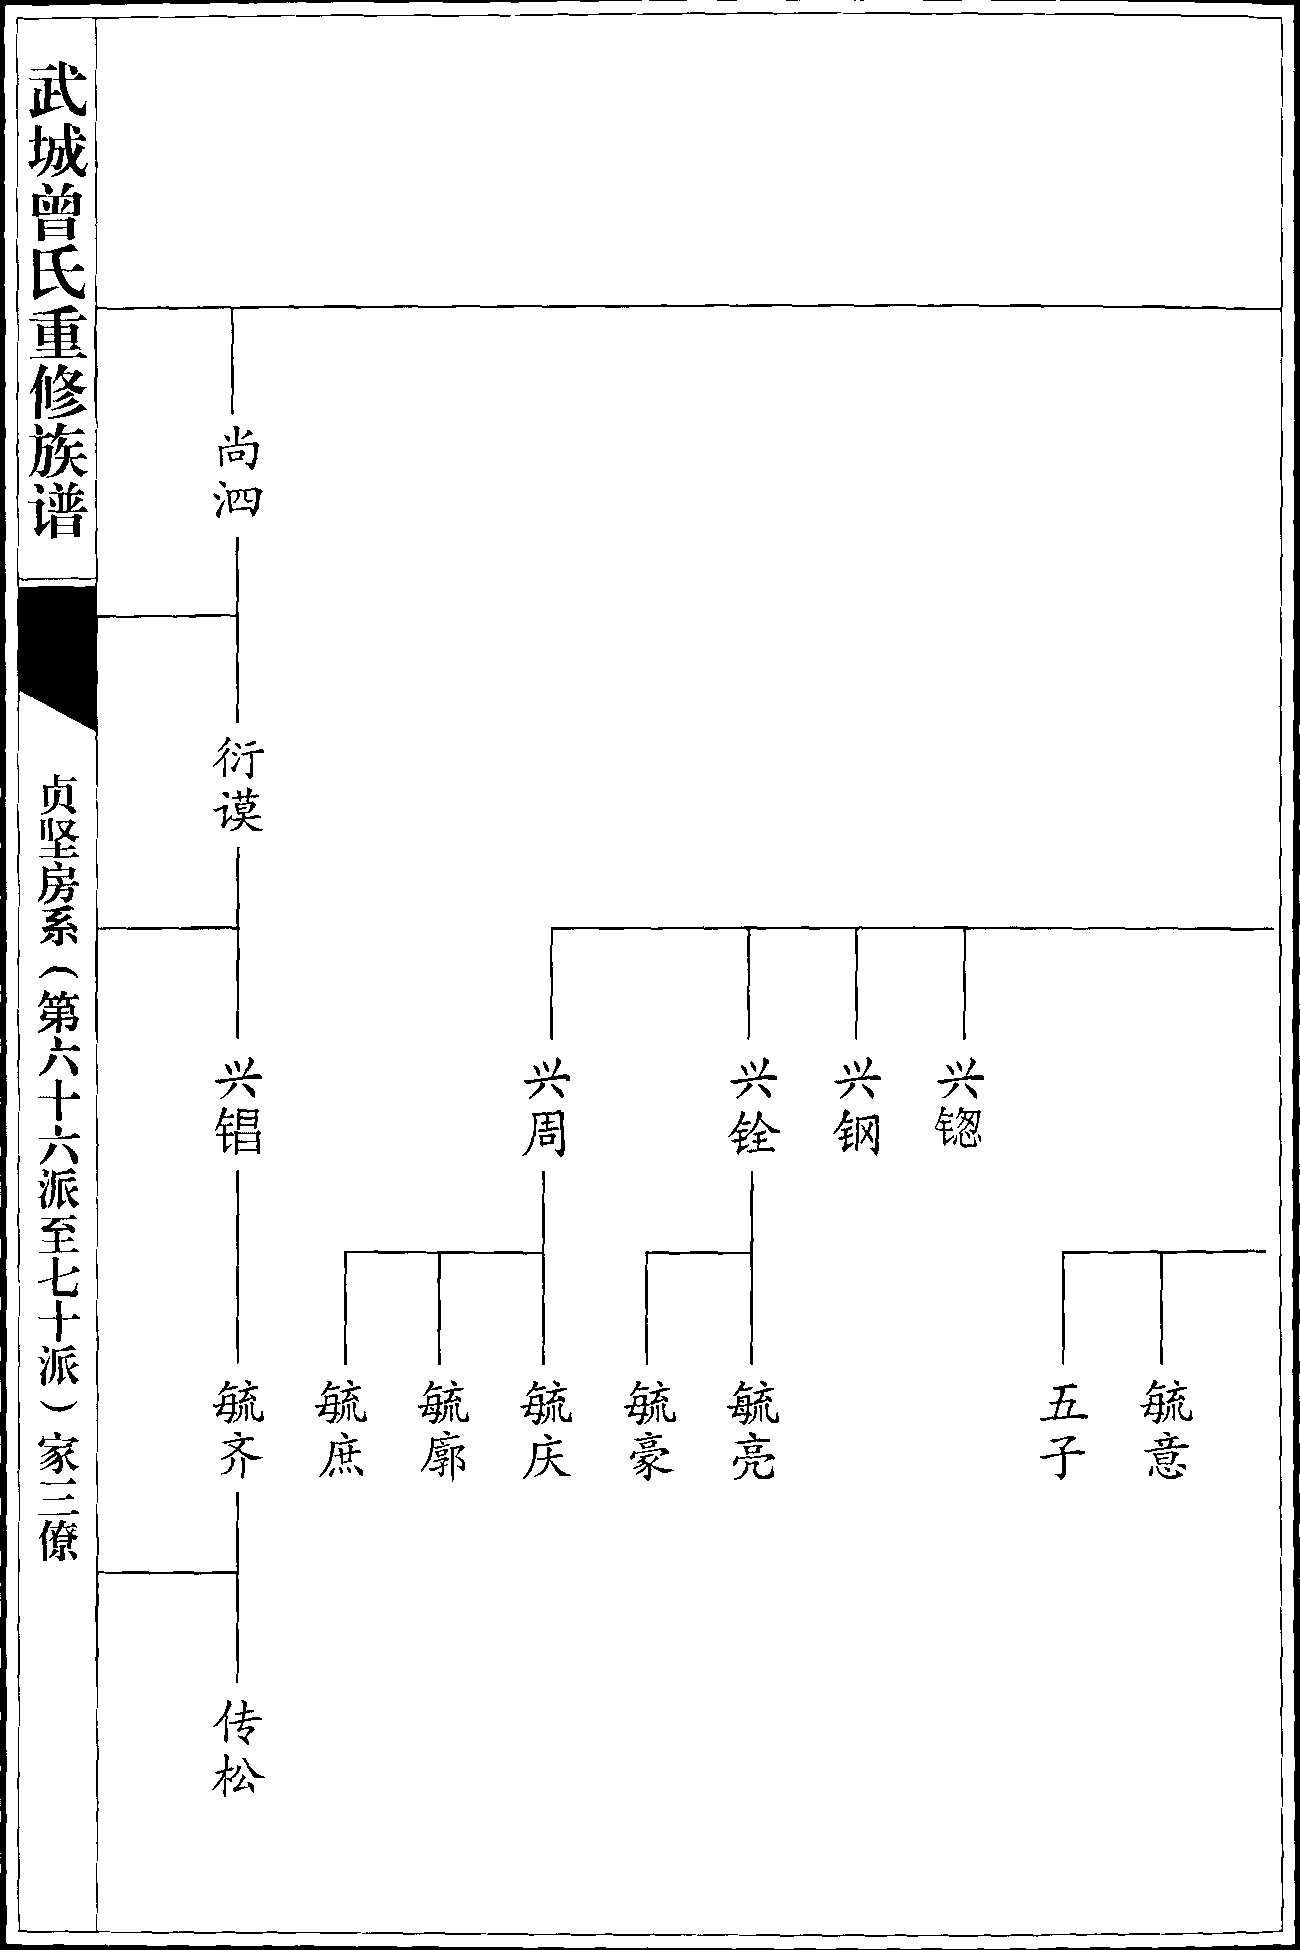 武城曾氏重修族谱
贞坚房系（第六十六派至七十派）家三僚
尚泗
衍谟
兴锠
兴周
兴铨
兴钢
兴锪
毓齐
毓庶
毓廓
毓庆
毓豪
毓亮
五子
毓意
传松